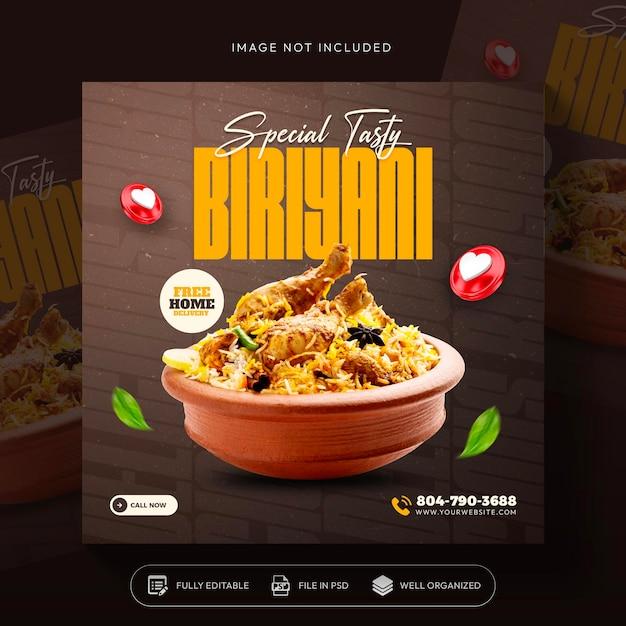 IMAGE NOT INCLUDED
Special Tasty
BIRIYANI
Tasty
FREE
HOME
DELIVERY
CALL NOW
804-790-3688
WWW.YOURWEBSITE.COM
FULLY EDITABLE
FILE IN PSD
WELL ORGANIZED